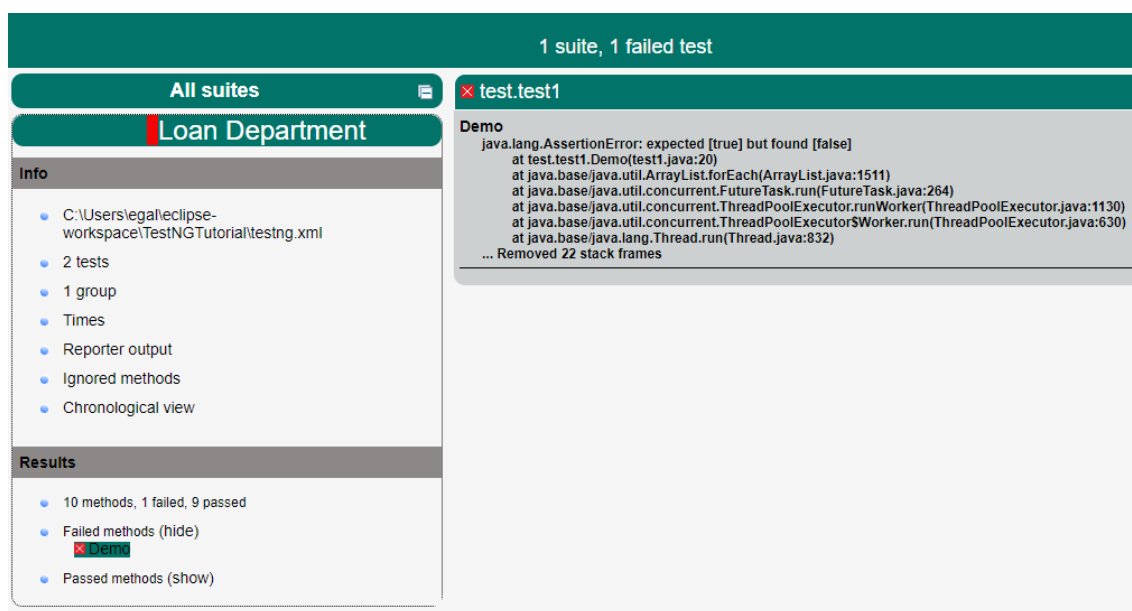 1 suite, 1 failed test
All suites
Loan Department
Info
C:\Users\egal\eclipse-
workspace\TestNGTutorial\testng.xml
2 tests
1 group
Times
Reporter output
Ignored methods
Chronological view
Results
10 methods, 1 failed, 9 passed
Failed methods (hide)
Demo
Passed methods (show)
test.test1
Demo
java.lang.AssertionError: expected [true] but found [false]
at test.test1.Demo(test1.java:20)
at java.base/java.util.ArrayList.forEach(ArrayList.java:1511)
at java.base/java.util.concurrent.FutureTask.run(FutureTask.java:264)
at java.base/java.util.concurrent.ThreadPoolExecutor.runWorker(ThreadPoolExecutor.java:1130)
at java.base/java.util.concurrent.ThreadPoolExecutor$Worker.run(ThreadPoolExecutor.java:630)
at java.base/java.lang.Thread.run(Thread.java:832)
... Removed 22 stack frames